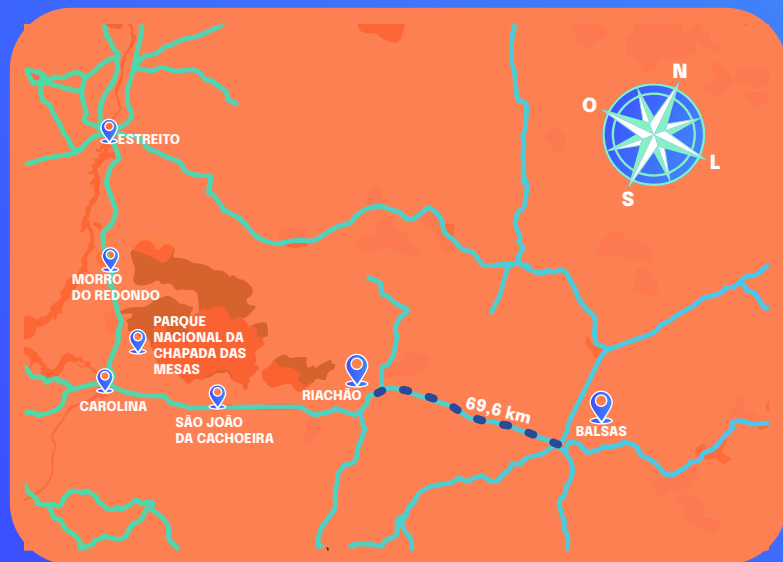 N
O
L
S
ESTREITO
MORRO
DO REDONDO
PARQUE
NACIONAL DA
CHAPADA DAS
MESAS
RIACHÃO
CAROLINA
SÃO JOÃO
DA CACHOEIRA
69,6 km
BALSAS